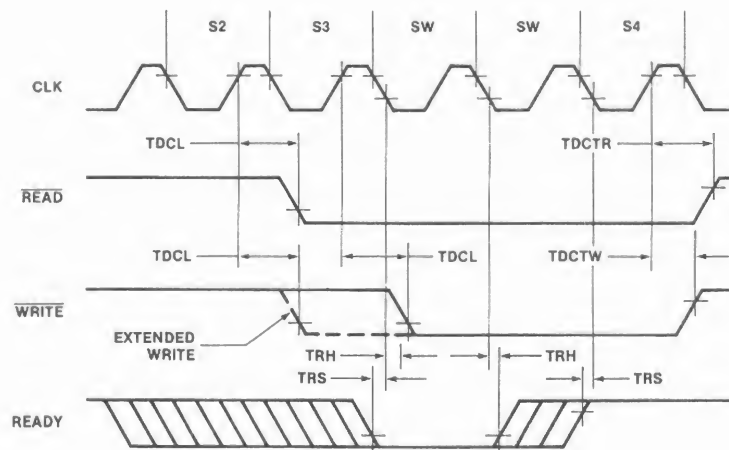 S2 S3 SW SW S4
CLK
TDCL TDCTR
READ
TDCL TDCL TDCTW
WRITE
EXTENDED
WRITE
TRH TRH
TRS TRS
READY